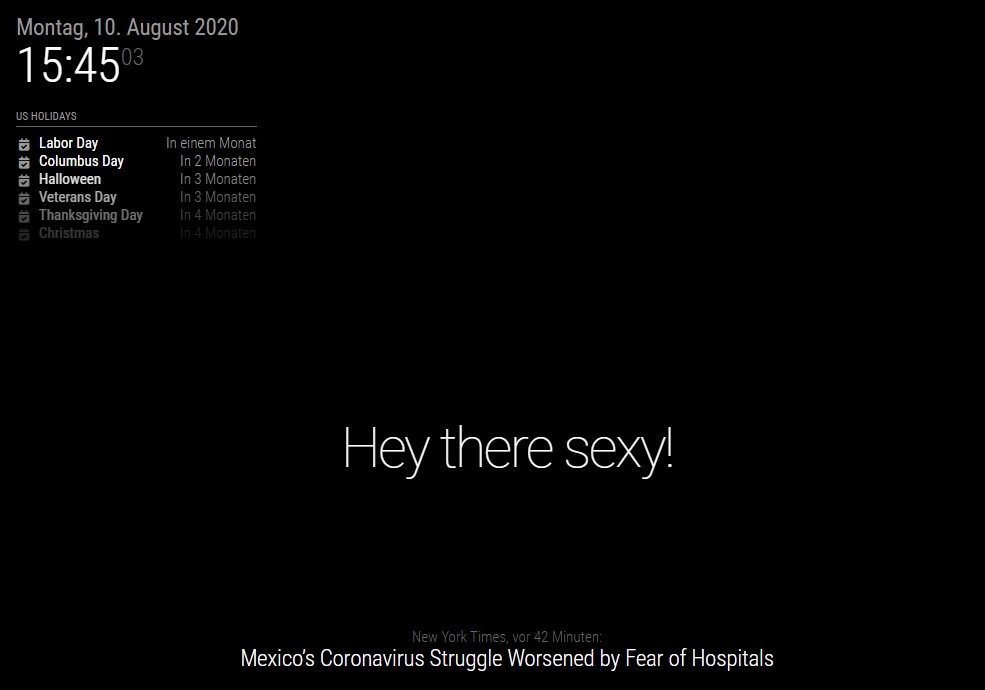 Montag, 10. August 2020
15:45 03
US HOLIDAYS
Labor Day In einem Monat
Columbus Day In 2 Monaten
Halloween In 3 Monaten
Veterans Day In 3 Monaten
Thanksgiving Day In 4 Monaten
Christmas In 4 Monaten
Hey there sexy!
New York Times, vor 42 Minuten:
Mexico’s Coronavirus Struggle Worsened by Fear of Hospitals